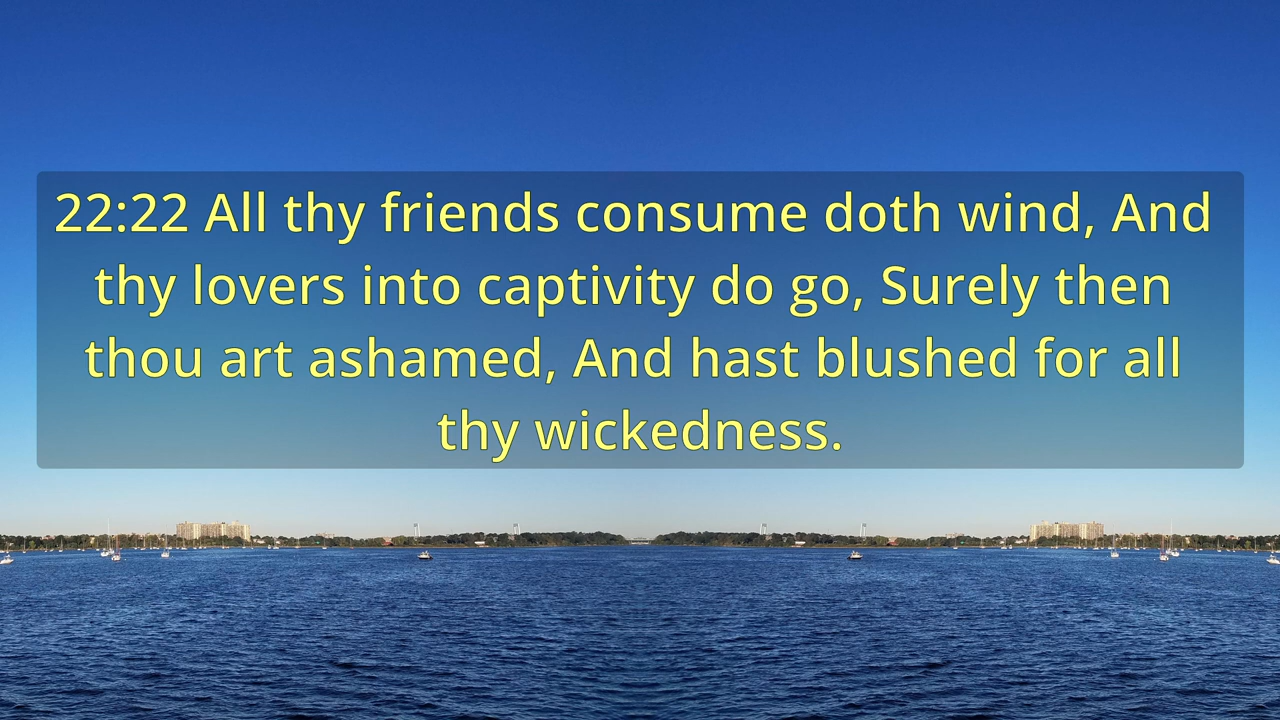 22:22 All thy friends consume doth wind, And
thy lovers into captivity do go, Surely then
thou art ashamed, And hast blushed for all
thy wickedness.